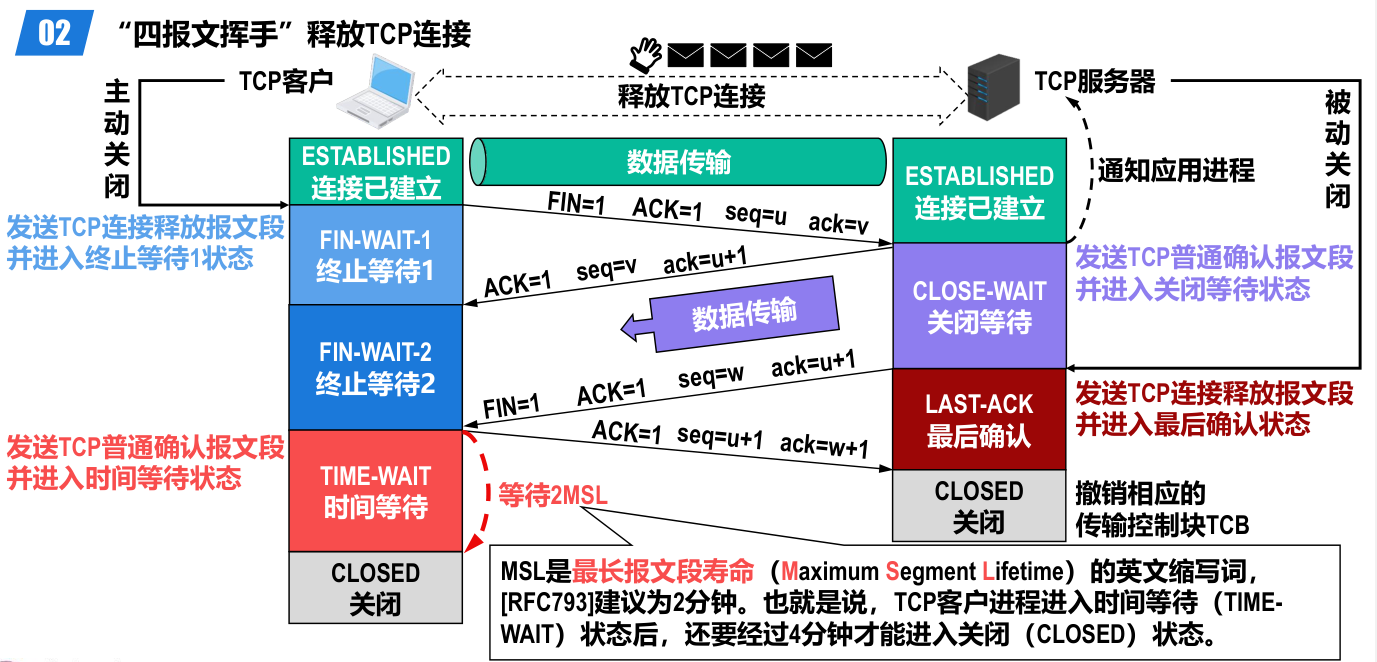 02 “四报文挥手”释放TCP连接
TCP客户
释放TCP连接
TCP服务器
主动关闭
被动关闭
通知应用进程
ESTABLISHED
连接已建立
数据传输
ESTABLISHED
连接已建立
FIN=1 ACK=1 seq=u ack=v
发送TCP连接释放报文段
并进入终止等待1状态
FIN-WAIT-1
终止等待1
ACK=1 seq=v ack=u+1
CLOSE-WAIT
关闭等待
发送TCP普通确认报文段
并进入关闭等待状态
数据传输
FIN-WAIT-2
终止等待2
FIN=1 ACK=1 seq=w ack=u+1
LAST-ACK
最后确认
发送TCP连接释放报文段
并进入最后确认状态
ACK=1 seq=u+1 ack=w+1
发送TCP普通确认报文段
并进入时间等待状态
TIME-WAIT
时间等待
等待2MSL
CLOSED
关闭
撤销相应的
传输控制块TCB
CLOSED
关闭
MSL是最长报文段寿命（Maximum Segment Lifetime）的英文缩写词，
[RFC793]建议为2分钟。也就是说，TCP客户进程进入时间等待（TIME-
WAIT）状态后，还要经过4分钟才能进入关闭（CLOSED）状态。